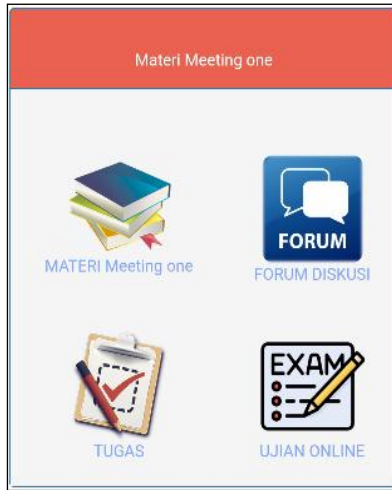 Materi Meeting one
FORUM
MATERI Meeting one
FORUM DISKUSI
EXAM
TUGAS
UJIAN ONLINE